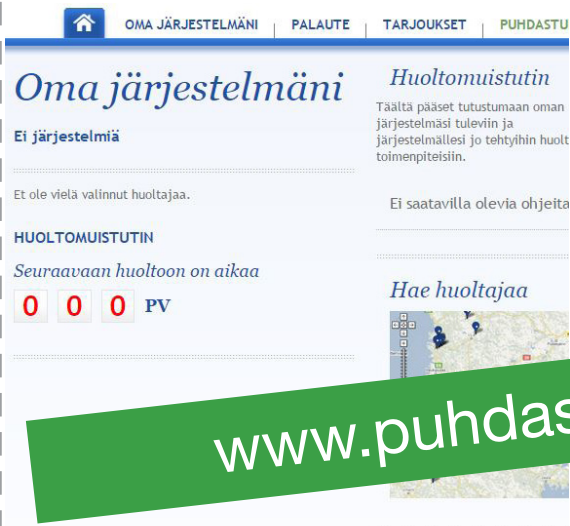 OMA JÄRJESTELMÄNI | PALAUTE | TARJOUKSET | PUHDASTU
Oma järjestelmäni
Ei järjestelmiä
Et ole vielä valinnut huoltajaa.
HUOLTOMUISTUTIN
Seuraavaan huoltoon on aikaa
0 0 0 PV
Huoltomuistutin
Täältä pääset tutustumaan oman
järjestelmäsi tuleviin ja
järjestelmällesi jo tehtyihin huolt
toimenpiteisiin.
Ei saatavilla olevia ohjeita
Hae huoltajaa
www.puhdas